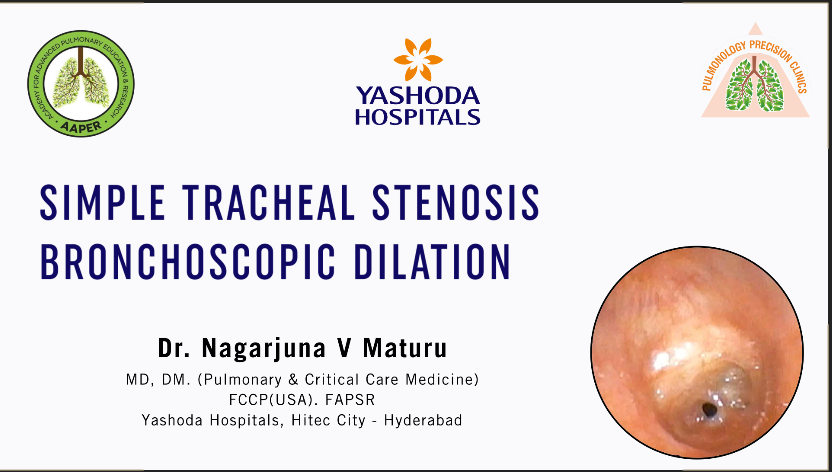 ACADEMY FOR ADVANCED PULMONARY EDUCATION & RESEARCH
AAPER
YASHODA
HOSPITALS
PULMONOLOGY PRECISION CLINICS
SIMPLE TRACHEAL STENOSIS
BRONCHOSCOPIC DILATION
Dr. Nagarjuna V Maturu
MD, DM. (Pulmonary & Critical Care Medicine)
FCCP(USA). FAPSR
Yashoda Hospitals, Hitec City - Hyderabad